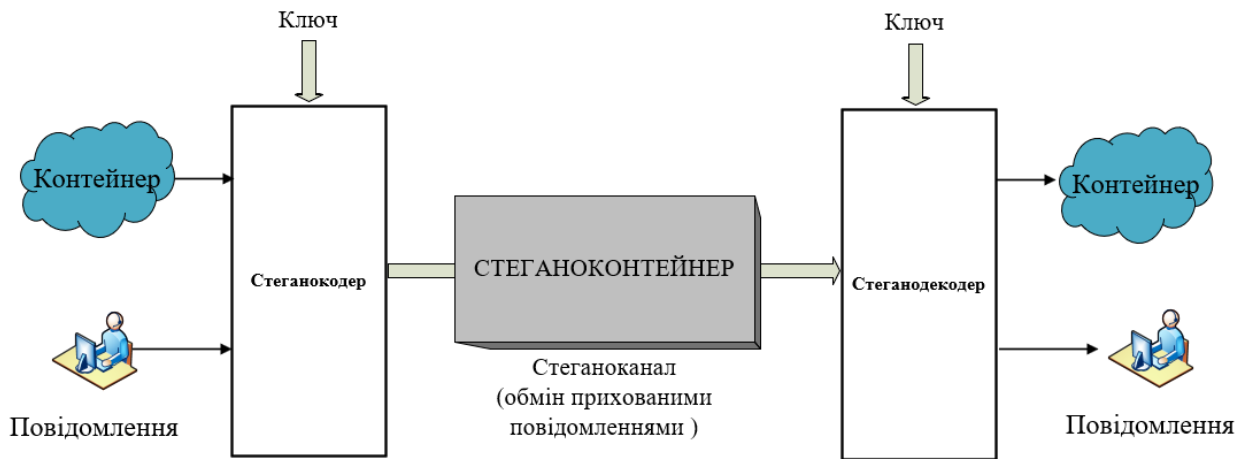 Ключ
Ключ
Контейнер
Контейнер
Стеганокодер
СТЕГАНОКОНТЕЙНЕР
Стеганодекодер
Стеганоканал
(обмін прихованими
повідомленнями )
Повідомлення
Повідомлення